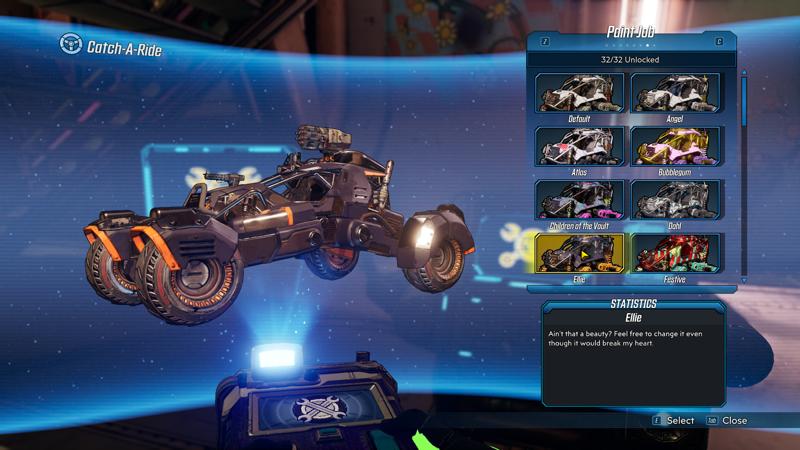 Catch-A-Ride
Paint Job
Z
C
32/32 Unlocked
Default
Angel
Atlas
Bubblegum
Children of the Vault
Dahl
Ellie
Festive
STATISTICS
Ellie
Ain't that a beauty? Feel free to change it even
though it would break my heart.
E Select
Tab Close